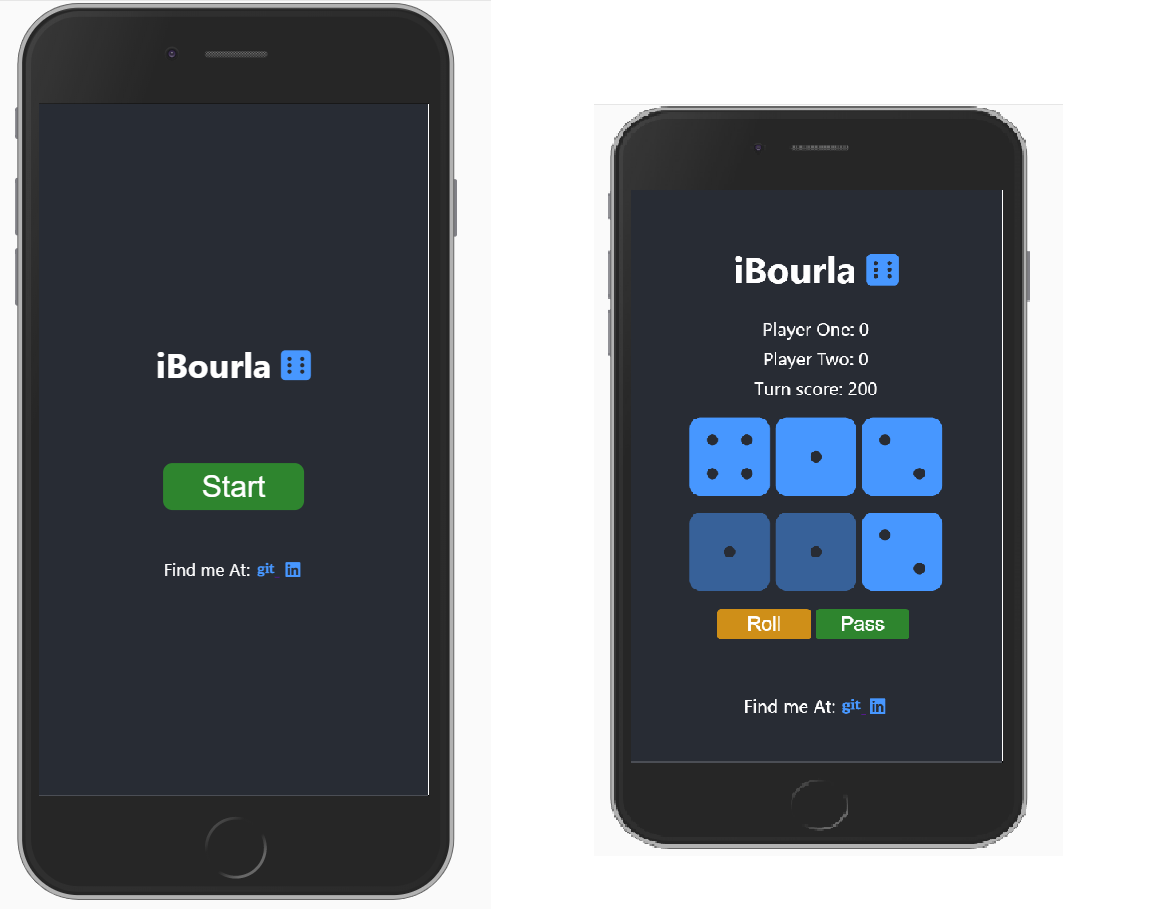 iBourla
Start
Find me At: git in
iBourla
Player One: 0
Player Two: 0
Turn score: 200
Roll
Pass
Find me At: git in